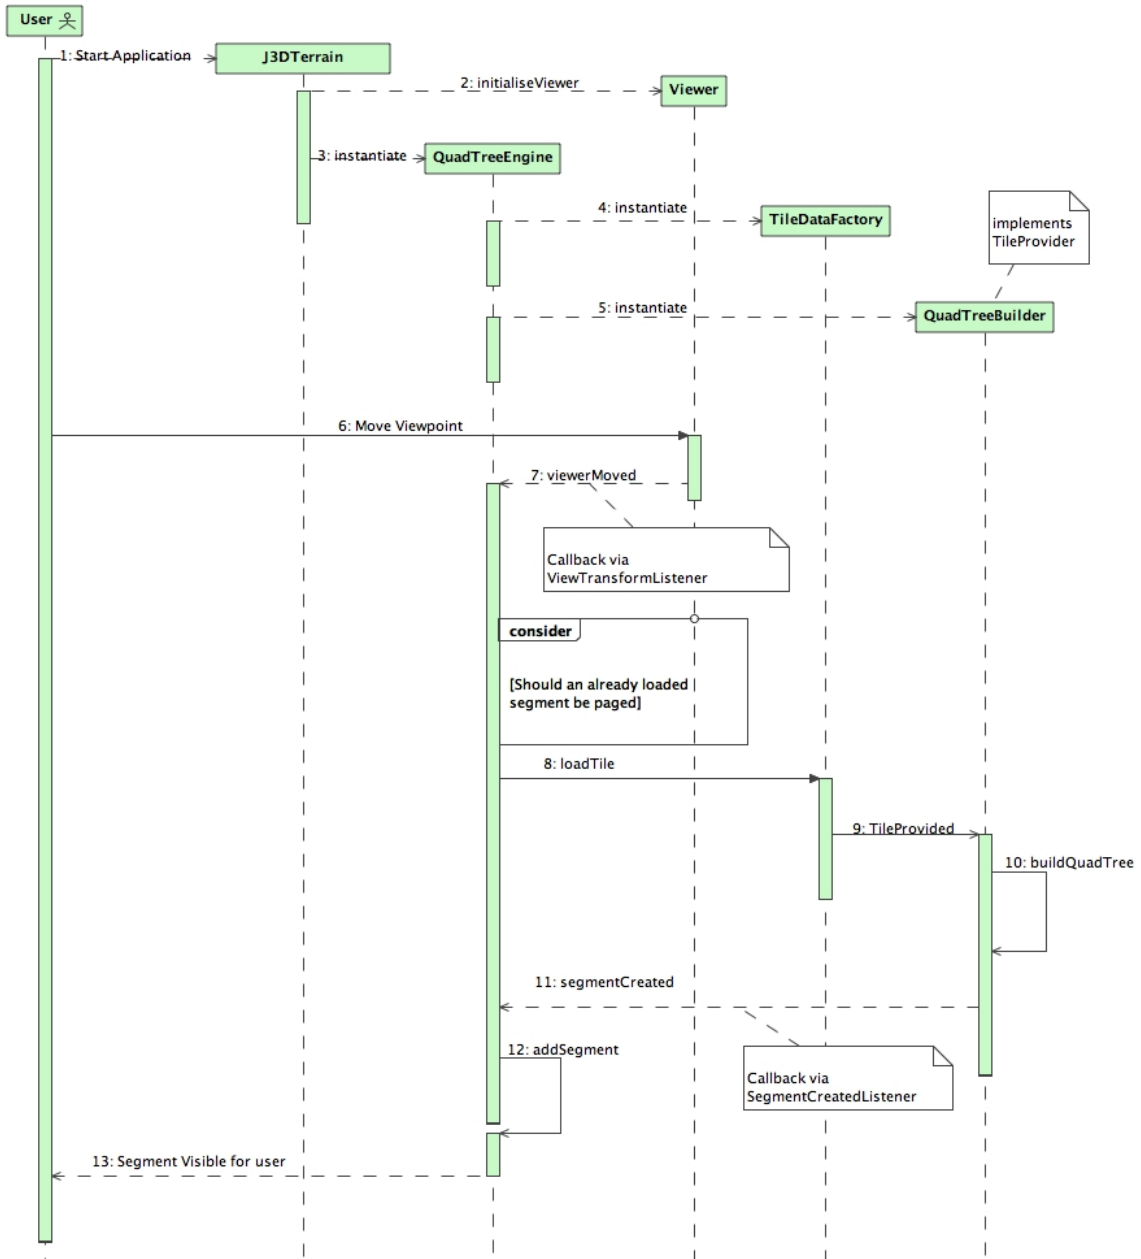 User
1: Start Application
J3DTerrain
2: initialiseViewer
Viewer
3: instantiate
QuadTreeEngine
4: instantiate
TileDataFactory
implements
TileProvider
5: instantiate
QuadTreeBuilder
6: Move Viewpoint
7: viewerMoved
Callback via
ViewTransformListener
consider
[Should an already loaded
segment be paged]
8: loadTile
9: TileProvided
10: buildQuadTree
11: segmentCreated
12: addSegment
Callback via
SegmentCreatedListener
13: Segment Visible for user